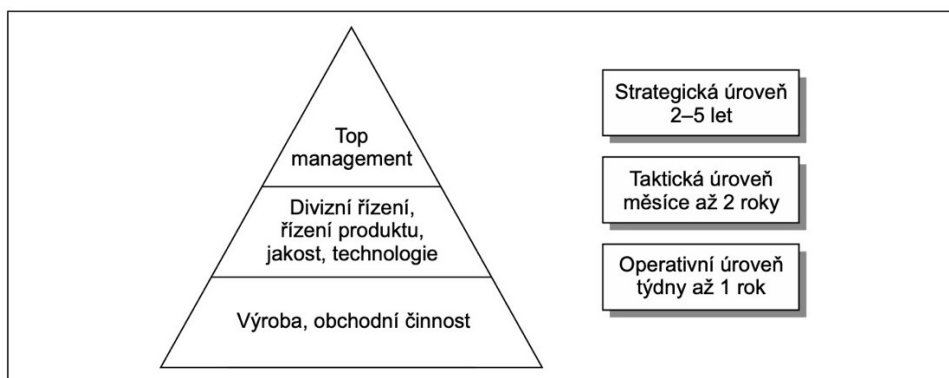 Top
management
Divizní řízení,
řízení produktu,
jakost, technologie
Výroba, obchodní činnost
Strategická úroveň
2–5 let
Taktická úroveň
měsíce až 2 roky
Operativní úroveň
týdny až 1 rok